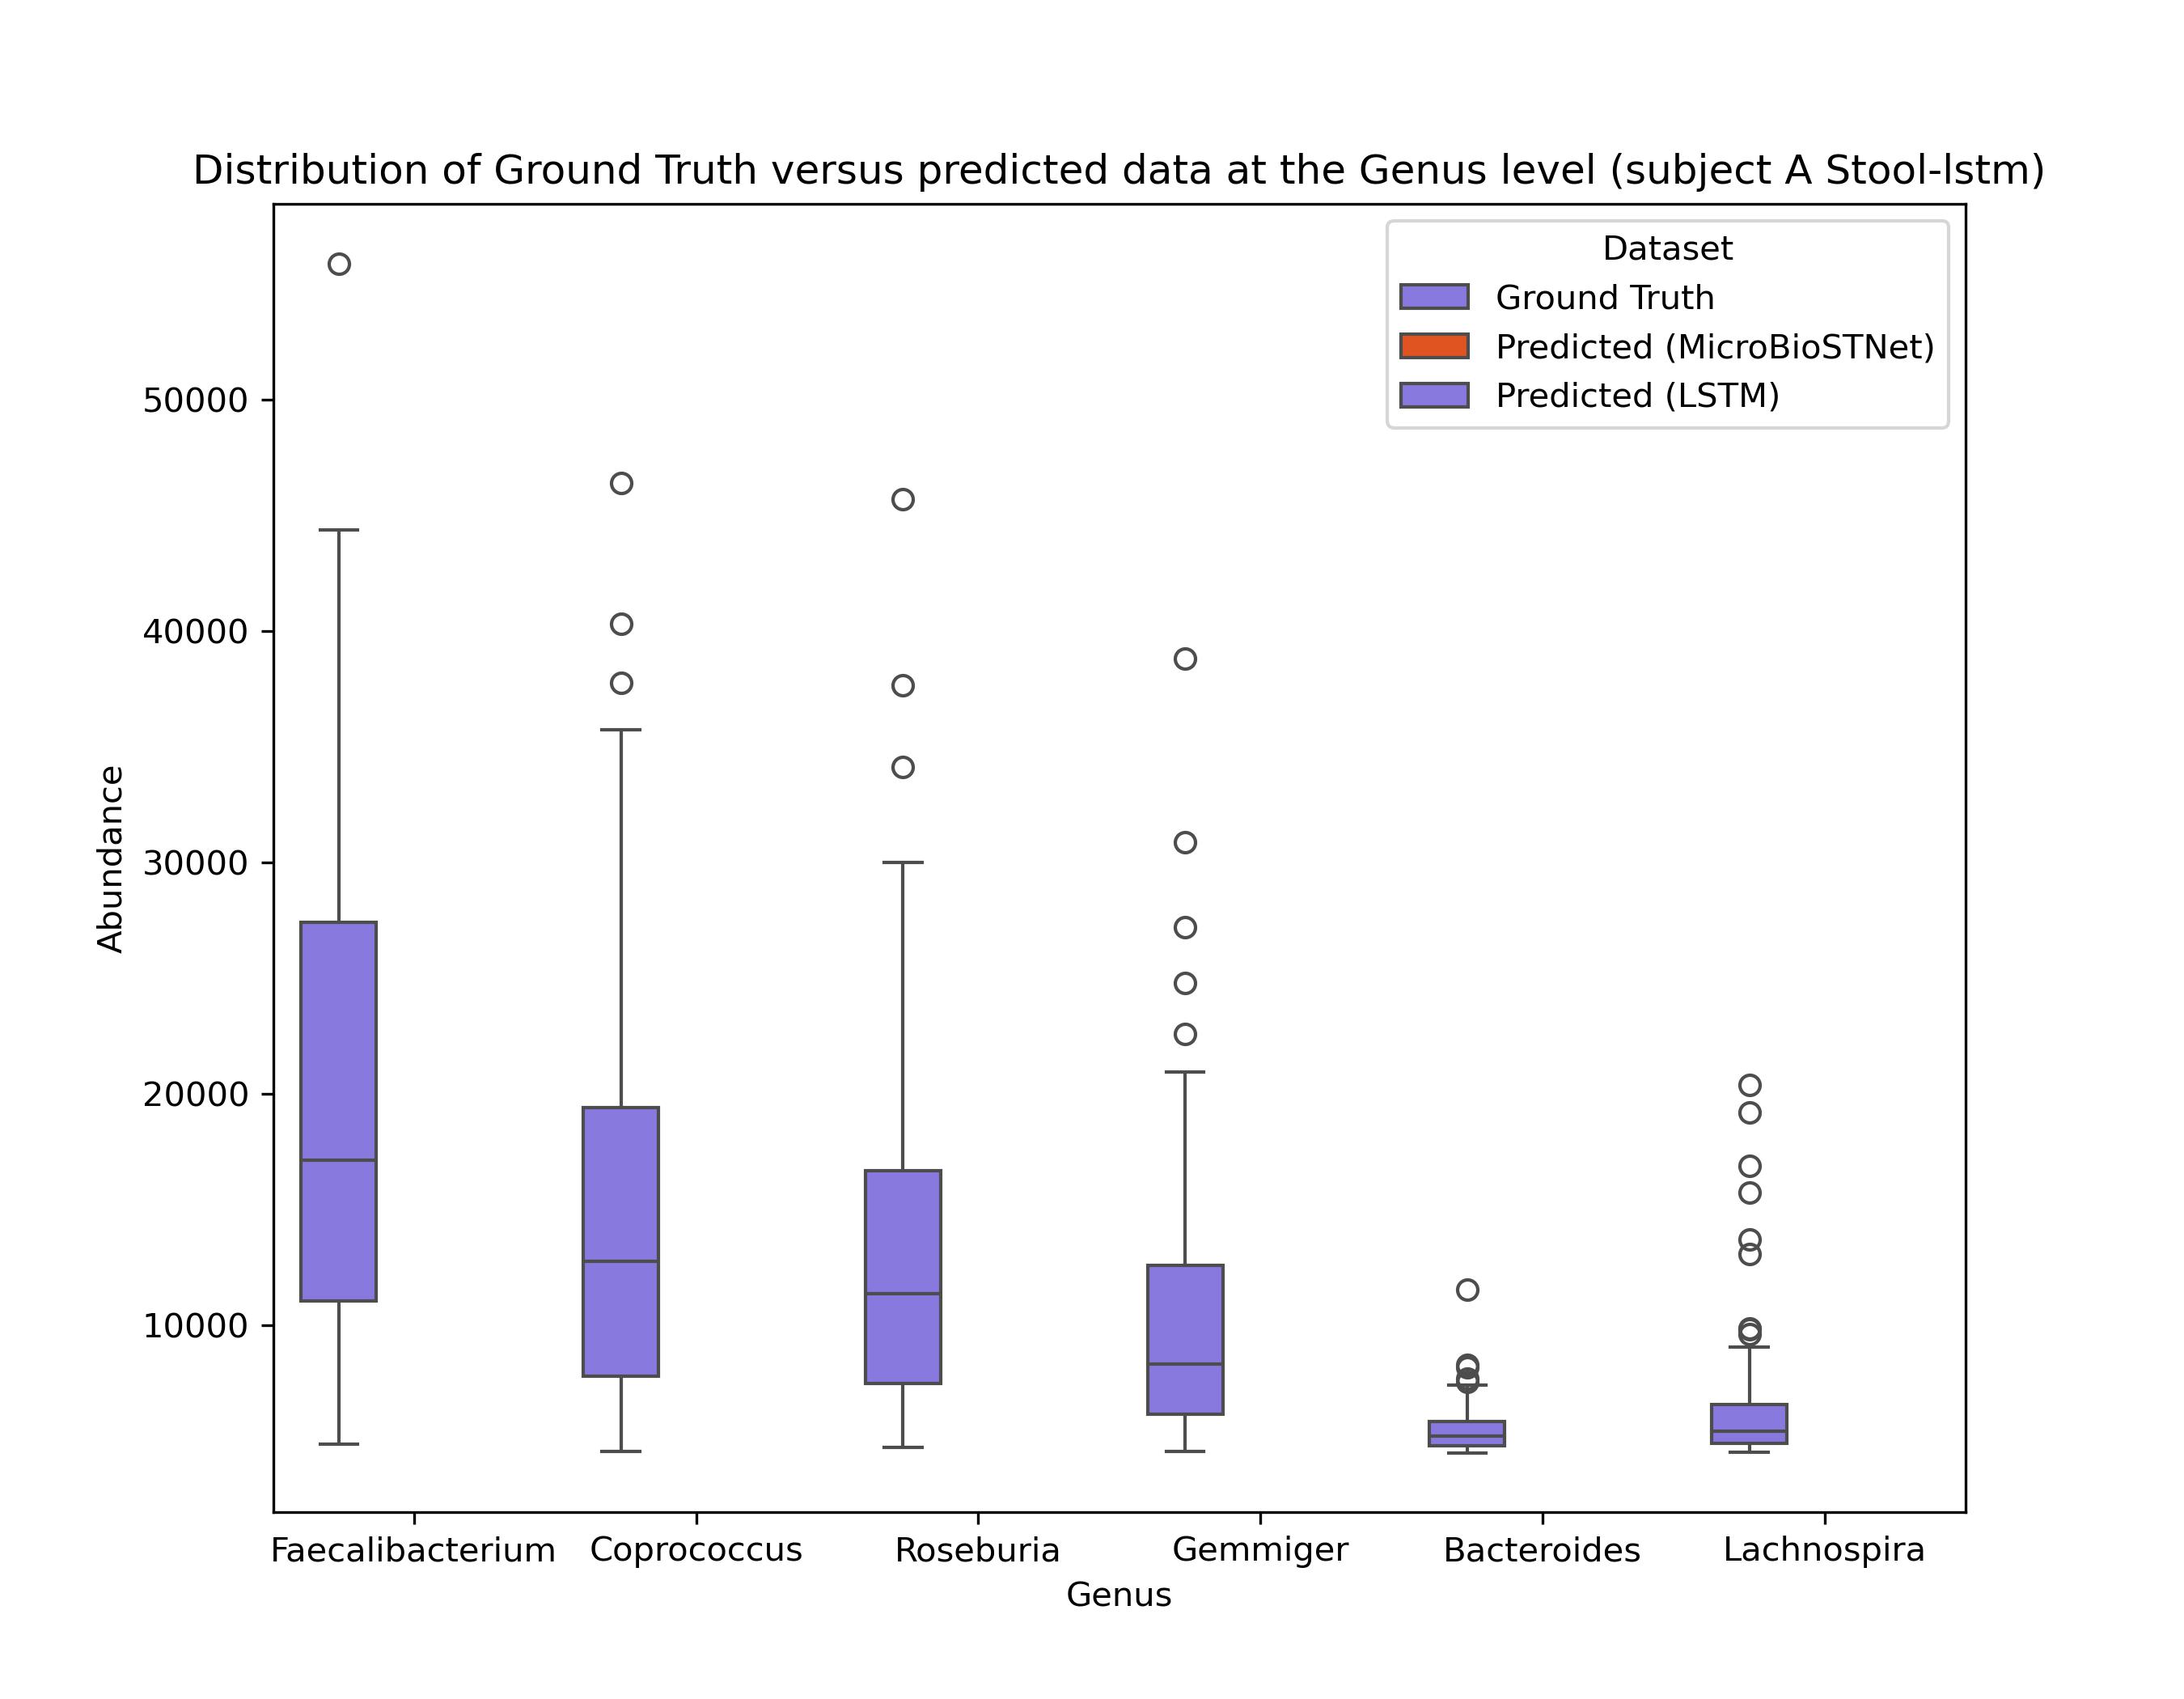 Distribution of Ground Truth versus predicted data at the Genus level (subject A Stool-lstm)
Dataset
Ground Truth
Predicted (MicroBioSTNet)
Predicted (LSTM)
Abundance
50000
40000
30000
20000
10000
Faecalibacterium Coprococcus Roseburia Gemmiger Bacteroides Lachnospira
Genus